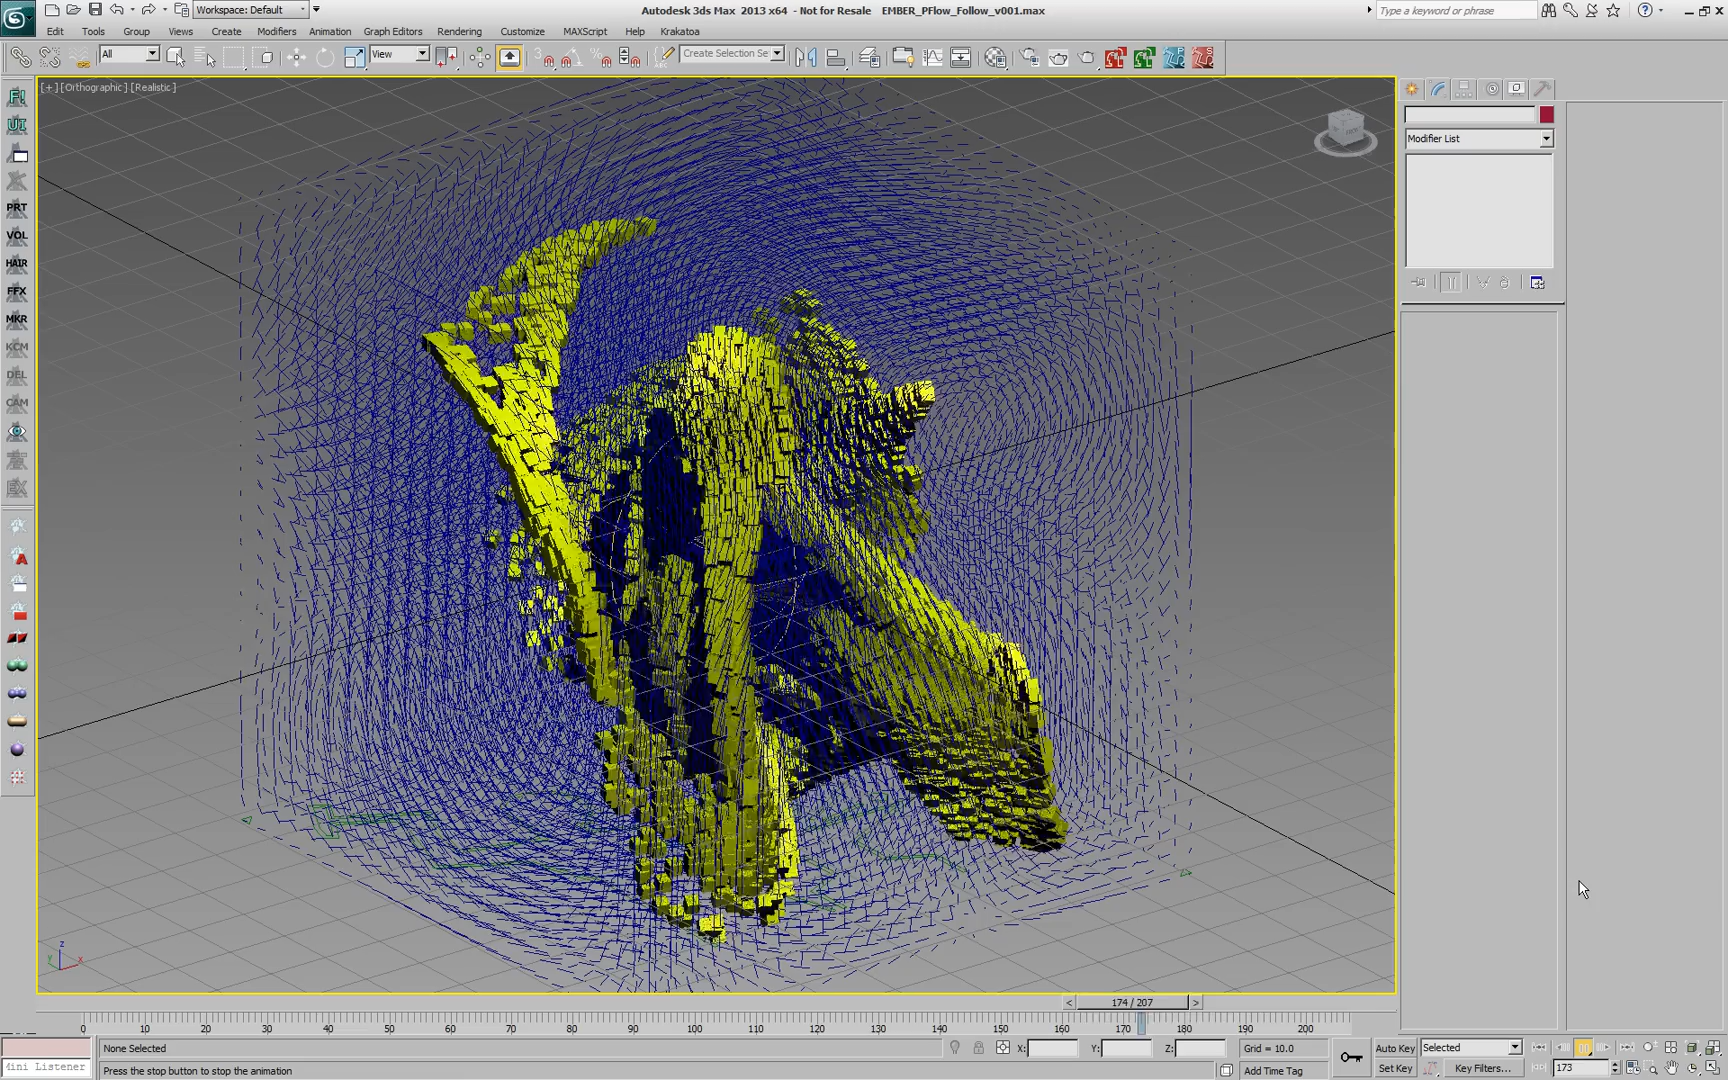 Workspace: Default
Autodesk 3ds Max 2013 x64 - Not for Resale EMBER_PFlow_Follow_v001.max
Type a keyword or phrase
Edit Tools Group Views Create Modifiers Animation Graph Editors Rendering Customize MAXScript Help Krakatoa
All View Create Selection Se
[+][Orthographic][Realistic]
Modifier List
UI
PRT
VOL
HAIR
FFX
MKR
KCM
DEL
CAM
EX
z
y x
< 174 / 207 >
0 10 20 30 40 50 60 70 80 90 100 110 120 130 140 150 160 170 180 190 200
None Selected X: Y: Z: Grid = 10.0 Auto Key Selected
Mini Listener Press the stop button to stop the animation Add Time Tag Set Key Key Filters... 173